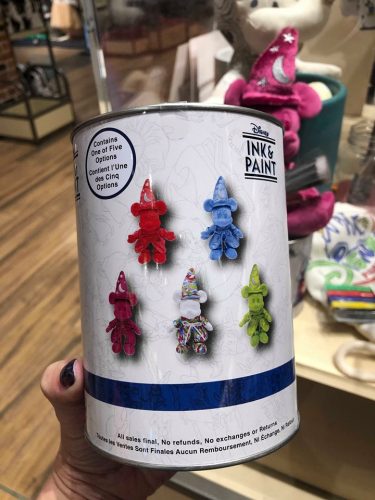 Contains
One of Five
Options
Contient l'Une
des Cinq
Options
Disney
INK &
PAINT
All sales final, No refunds, No exchanges or Returns
Toutes les Ventes Sont Finales Aucun Remboursement, Ni Échange, Ni Retour